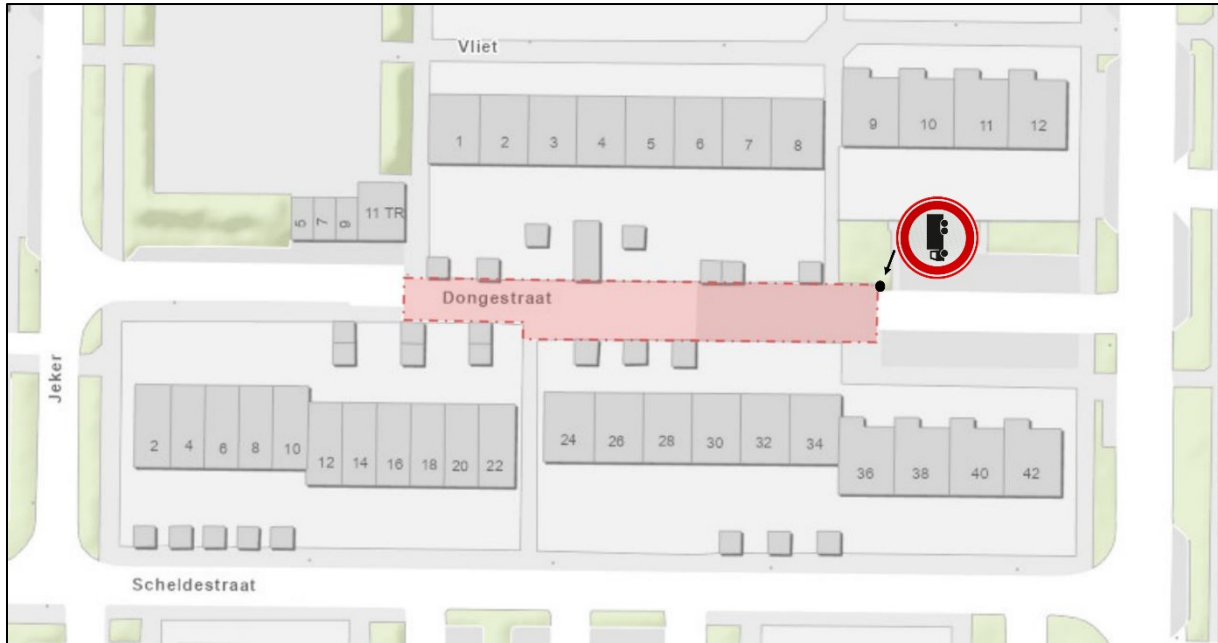 Vliet
1 2 3 4 5 6 7 8
9 10 11 12
5 7 9 11 TR
Dongestraat
Jeker
2 4 6 8 10 12 14 16 18 20 22
24 26 28 30 32 34 36 38 40 42
Scheldestraat